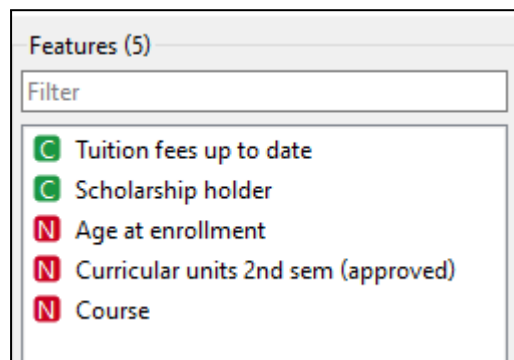 Features (5)
Filter
C Tuition fees up to date
C Scholarship holder
N Age at enrollment
N Curricular units 2nd sem (approved)
N Course